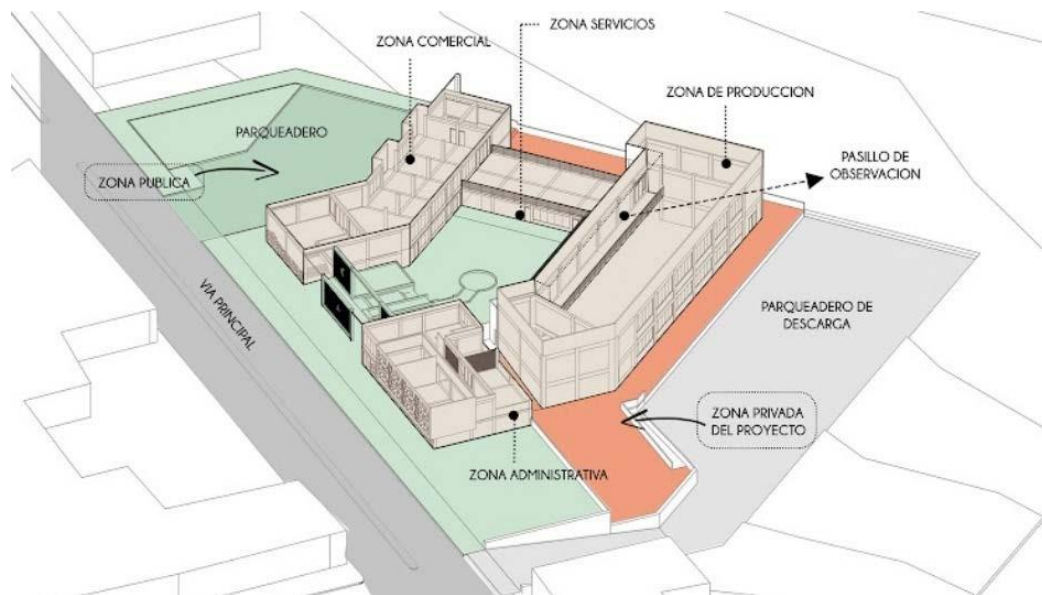 ZONA SERVICIOS
ZONA COMERCIAL
ZONA DE PRODUCCION
PARQUEADERO
PASILLO DE
OBSERVACION
ZONA PUBLICA
VIA PRINCIPAL
PARQUEADERO DE
DESCARGA
ZONA PRIVADA
DEL PROYECTO
ZONA ADMINISTRATIVA